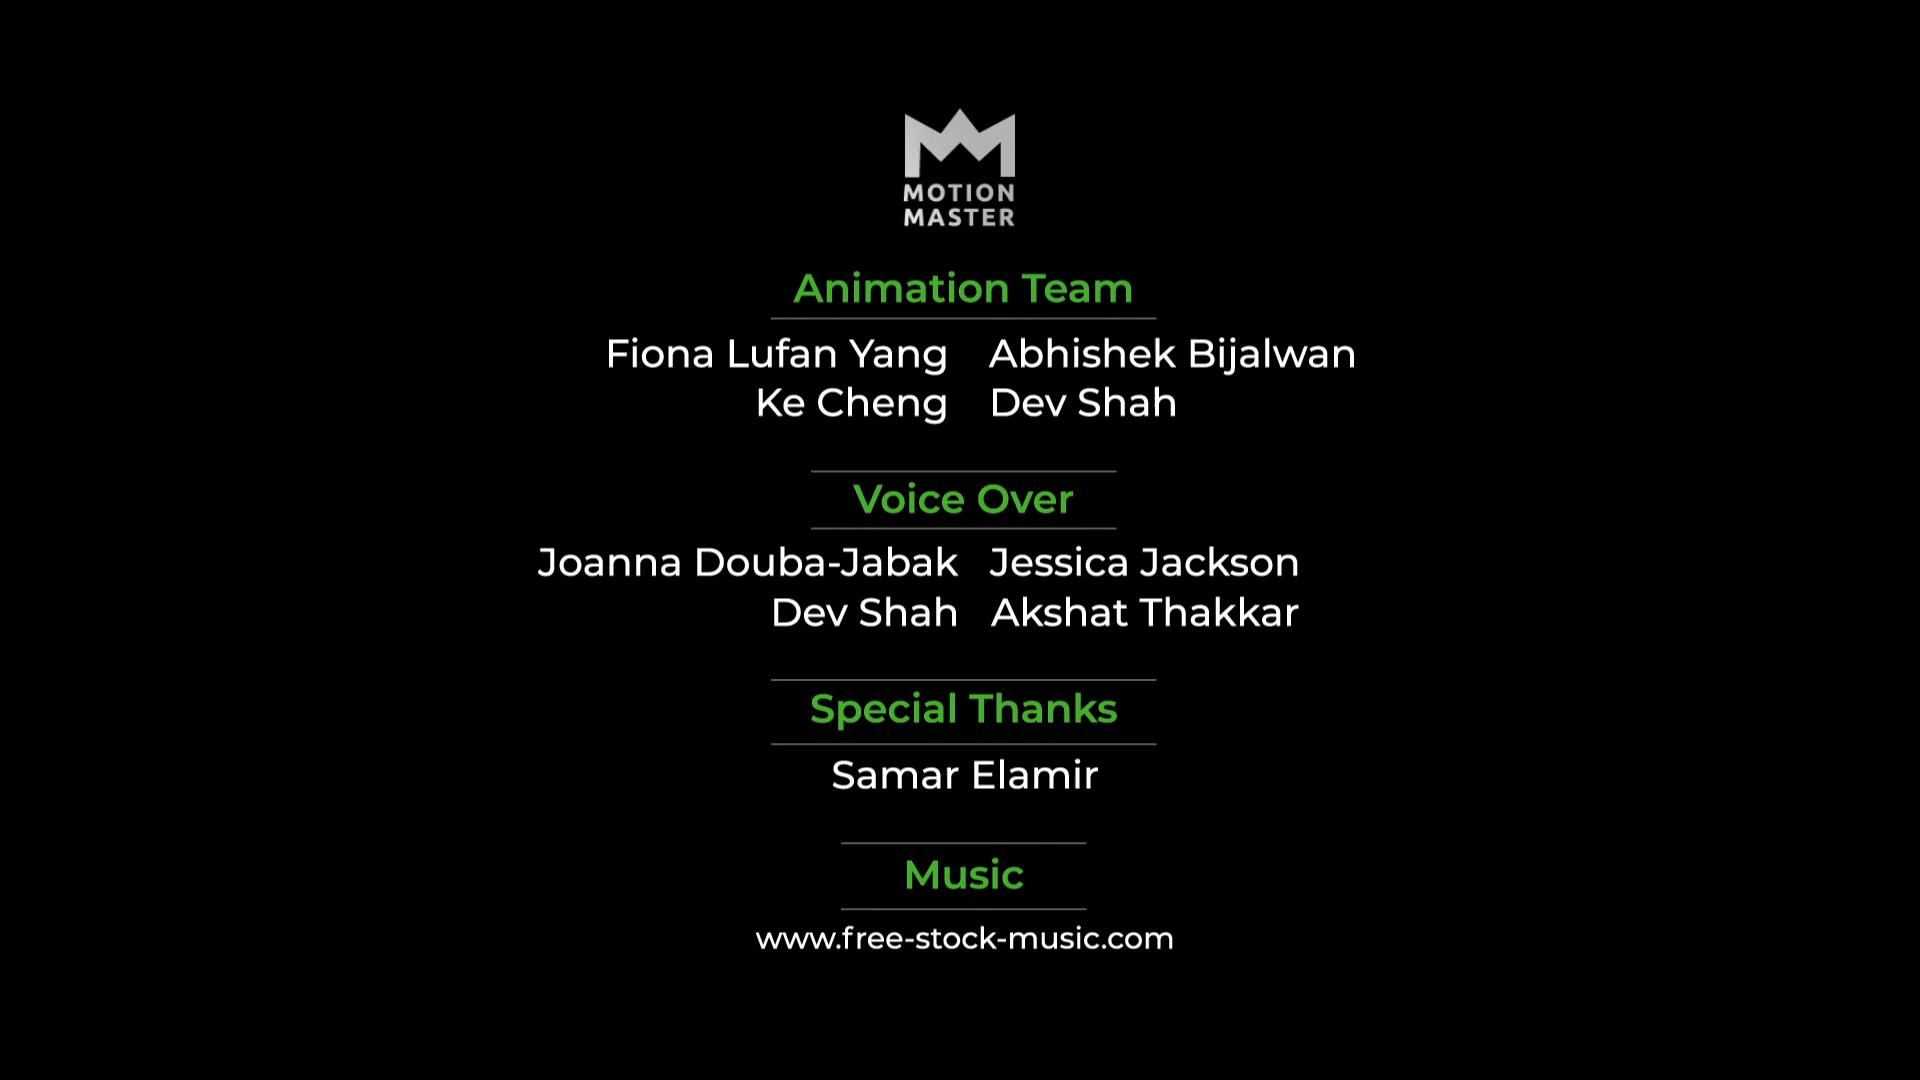 MOTION
MASTER
Animation Team
Fiona Lufan Yang Abhishek Bijalwan
Ke Cheng Dev Shah
Voice Over
Joanna Douba-Jabak Jessica Jackson
Dev Shah Akshat Thakkar
Special Thanks
Samar Elamir
Music
www.free-stock-music.com